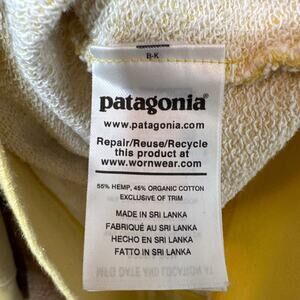 B-K
patagonia®
www.patagonia.com
Repair/Reuse/Recycle
this product at
www.wornwear.com
55% HEMP, 45% ORGANIC COTTON
EXCLUSIVE OF TRIM
MADE IN SRI LANKA
FABRIQUÉ AU SRI LANKA
HECHO EN SRI LANKA
FATTO IN SRI LANKA